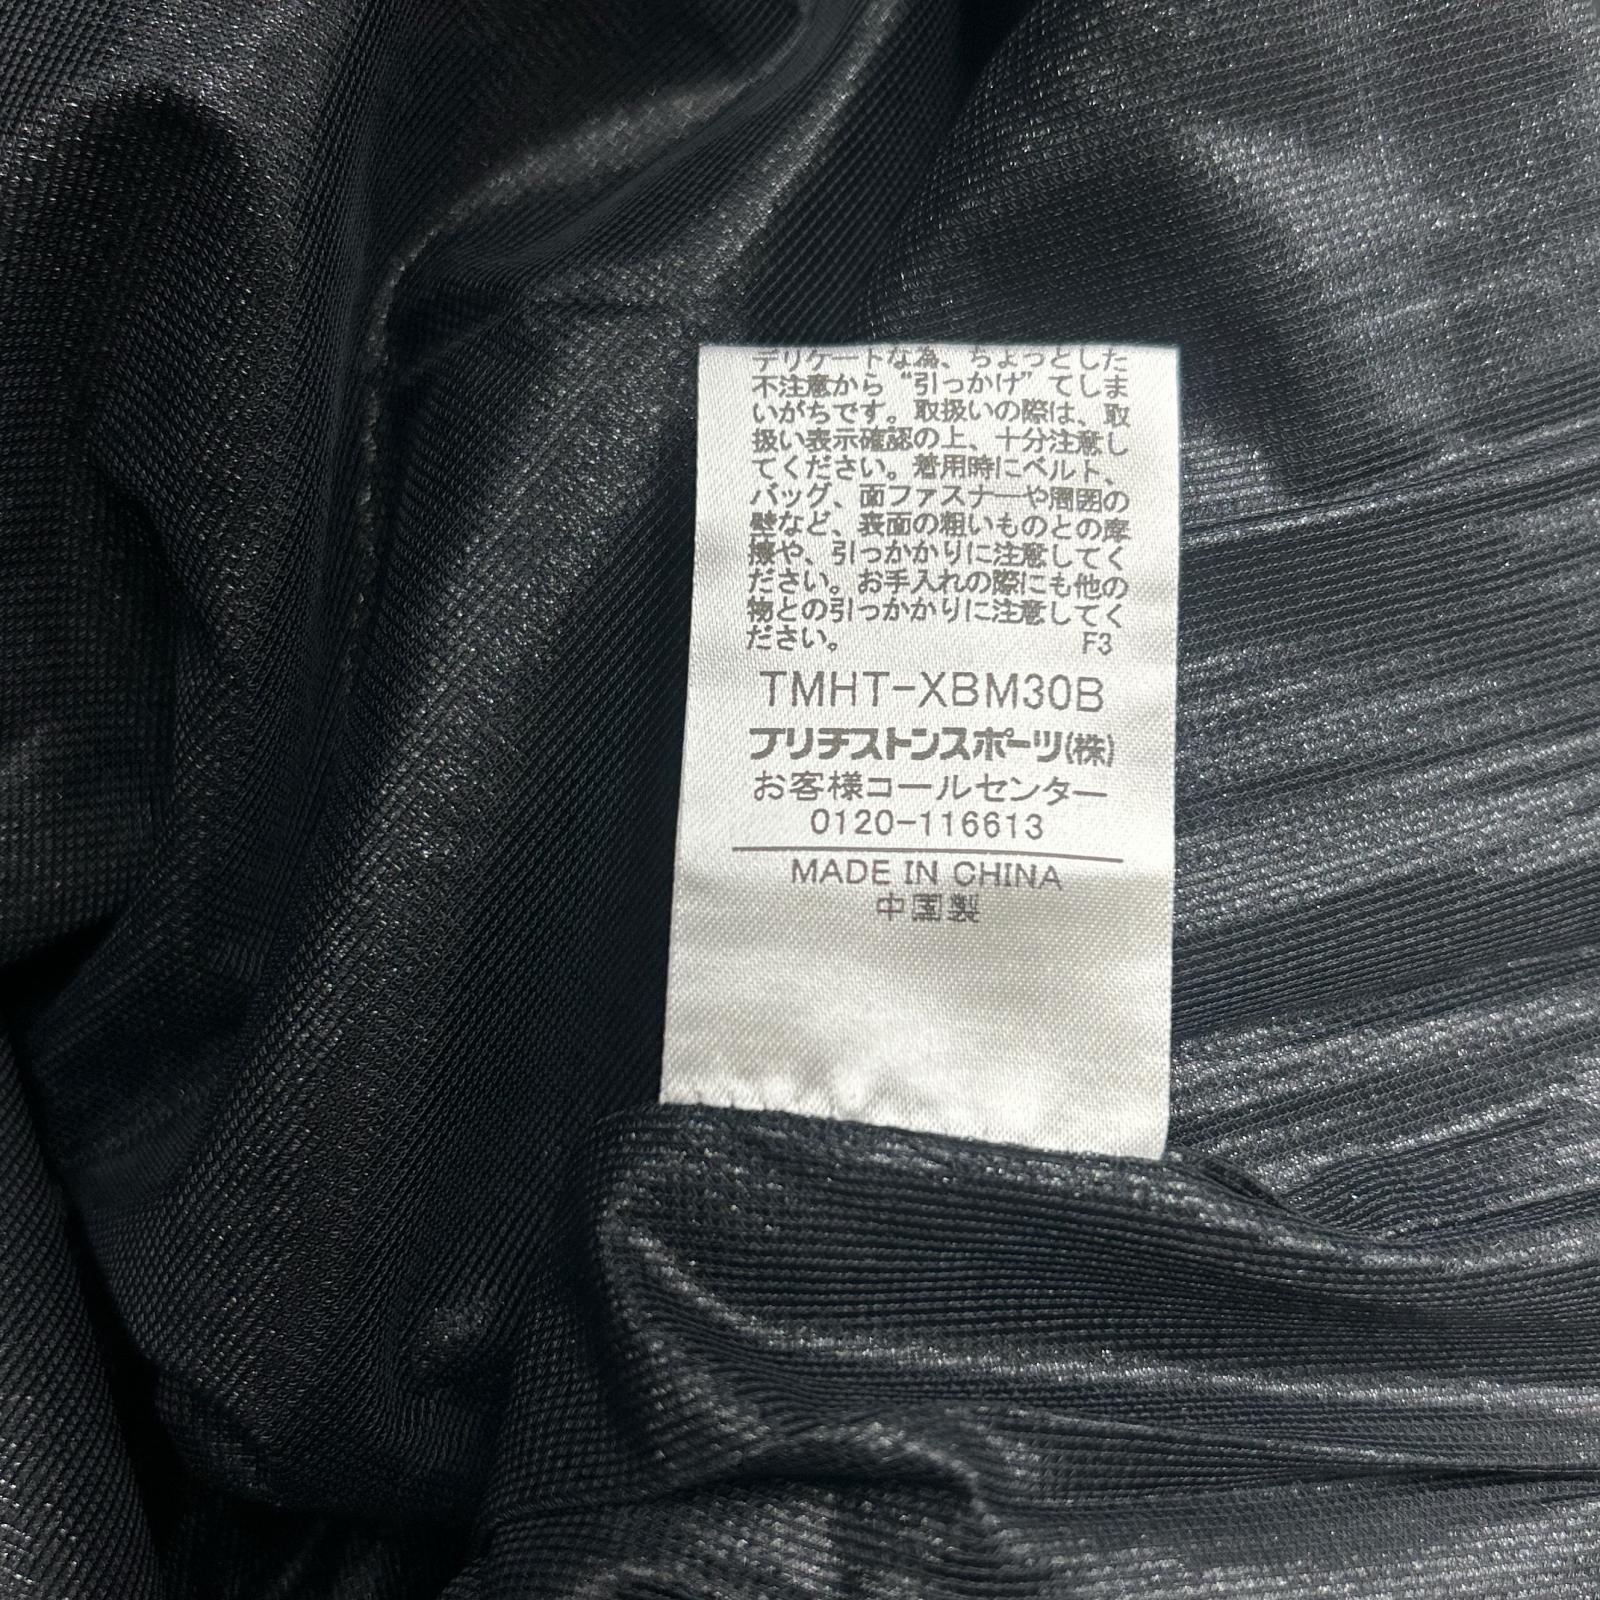 デリケートな為、ちょっとした
不注意から“引っかけ”てしま
いがちです。取扱いの際は、取
扱い表示確認の上、十分注意し
てください。着用時にベルト、
バッグ、面ファスナーや周囲の
壁など、表面の粗いものとの摩
擦や、引っかかりに注意してく
ださい。お手入れの際にも他の
物との引っかかりに注意してく
ださい。 F3
TMHT-XBM30B
ブリヂストンスポーツ(株)
お客様コールセンター
0120-116613
MADE IN CHINA
中国製